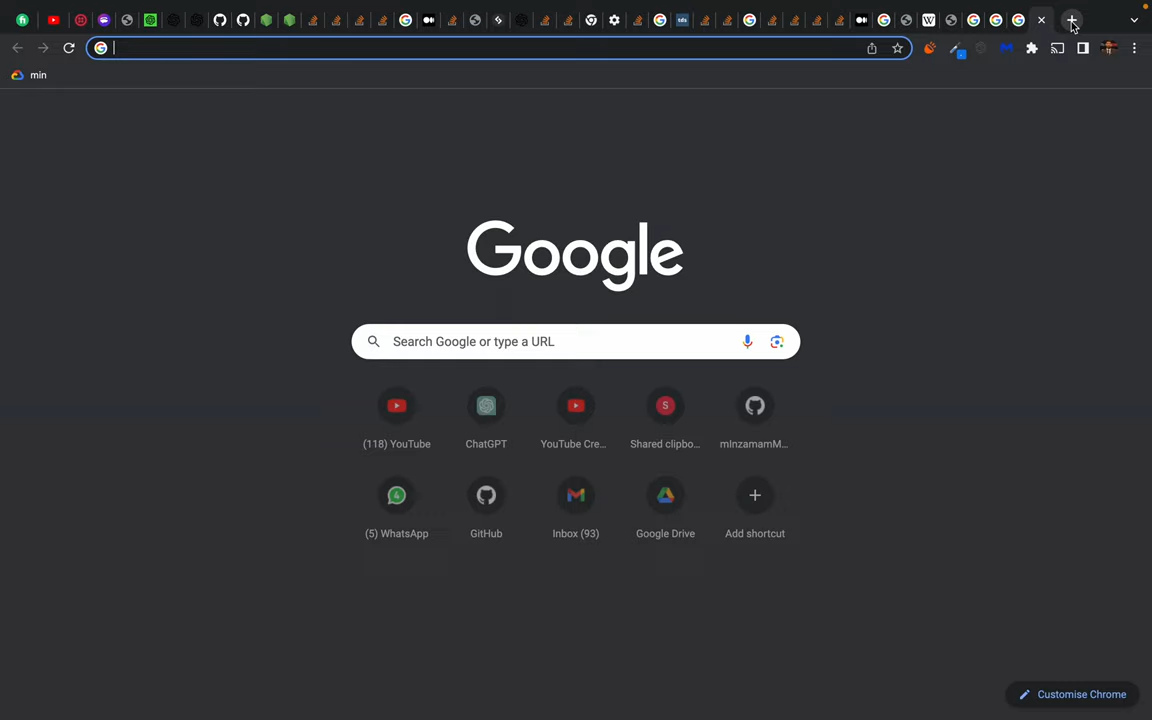 min
Google
Search Google or type a URL
(118) YouTube
ChatGPT
YouTube Cre...
Shared clipbo...
mInzamamM...
(5) WhatsApp
GitHub
Inbox (93)
Google Drive
Add shortcut
Customise Chrome